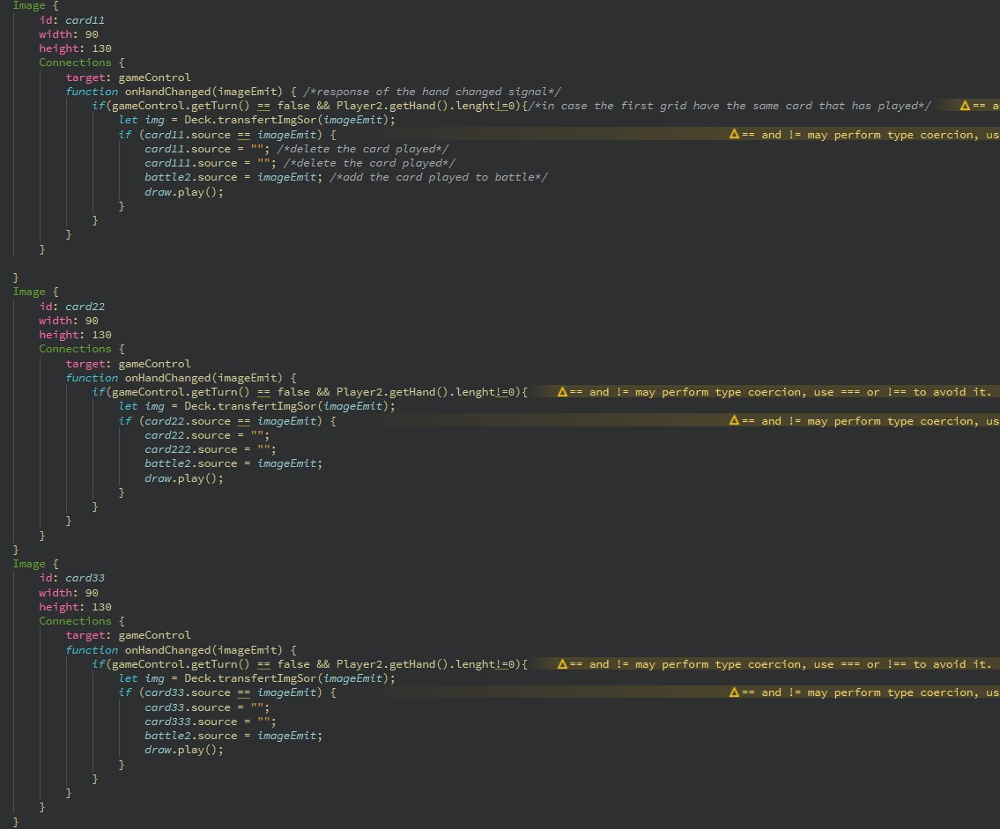 Image {
id: card11
width: 90
height: 130
Connections {
target: gameControl
function onHandChanged(imageEmit) { /*response of the hand changed signal*/
if(gameControl.getTurn() == false && Player2.getHand().lenght!=0){/*in case the first grid have the same card that has played*/ == a
let img = Deck.transfertImgSor(imageEmit);
if (card11.source == imageEmit) { == and != may perform type coercion, us
card11.source = ""; /*delete the card played*/
card111.source = ""; /*delete the card played*/
battle2.source = imageEmit; /*add the card played to battle*/
draw.play();
}
}
}
}
}
Image {
id: card22
width: 90
height: 130
Connections {
target: gameControl
function onHandChanged(imageEmit) {
if(gameControl.getTurn() == false && Player2.getHand().lenght!=0){ == and != may perform type coercion, use === or !== to avoid it.
let img = Deck.transfertImgSor(imageEmit);
if (card22.source == imageEmit) { == and != may perform type coercion, us
card22.source = "";
card222.source = "";
battle2.source = imageEmit;
draw.play();
}
}
}
}
}
Image {
id: card33
width: 90
height: 130
Connections {
target: gameControl
function onHandChanged(imageEmit) {
if(gameControl.getTurn() == false && Player2.getHand().lenght!=0){ == and != may perform type coercion, use === or !== to avoid it.
let img = Deck.transfertImgSor(imageEmit);
if (card33.source == imageEmit) { == and != may perform type coercion, us
card33.source = "";
card333.source = "";
battle2.source = imageEmit;
draw.play();
}
}
}
}
}